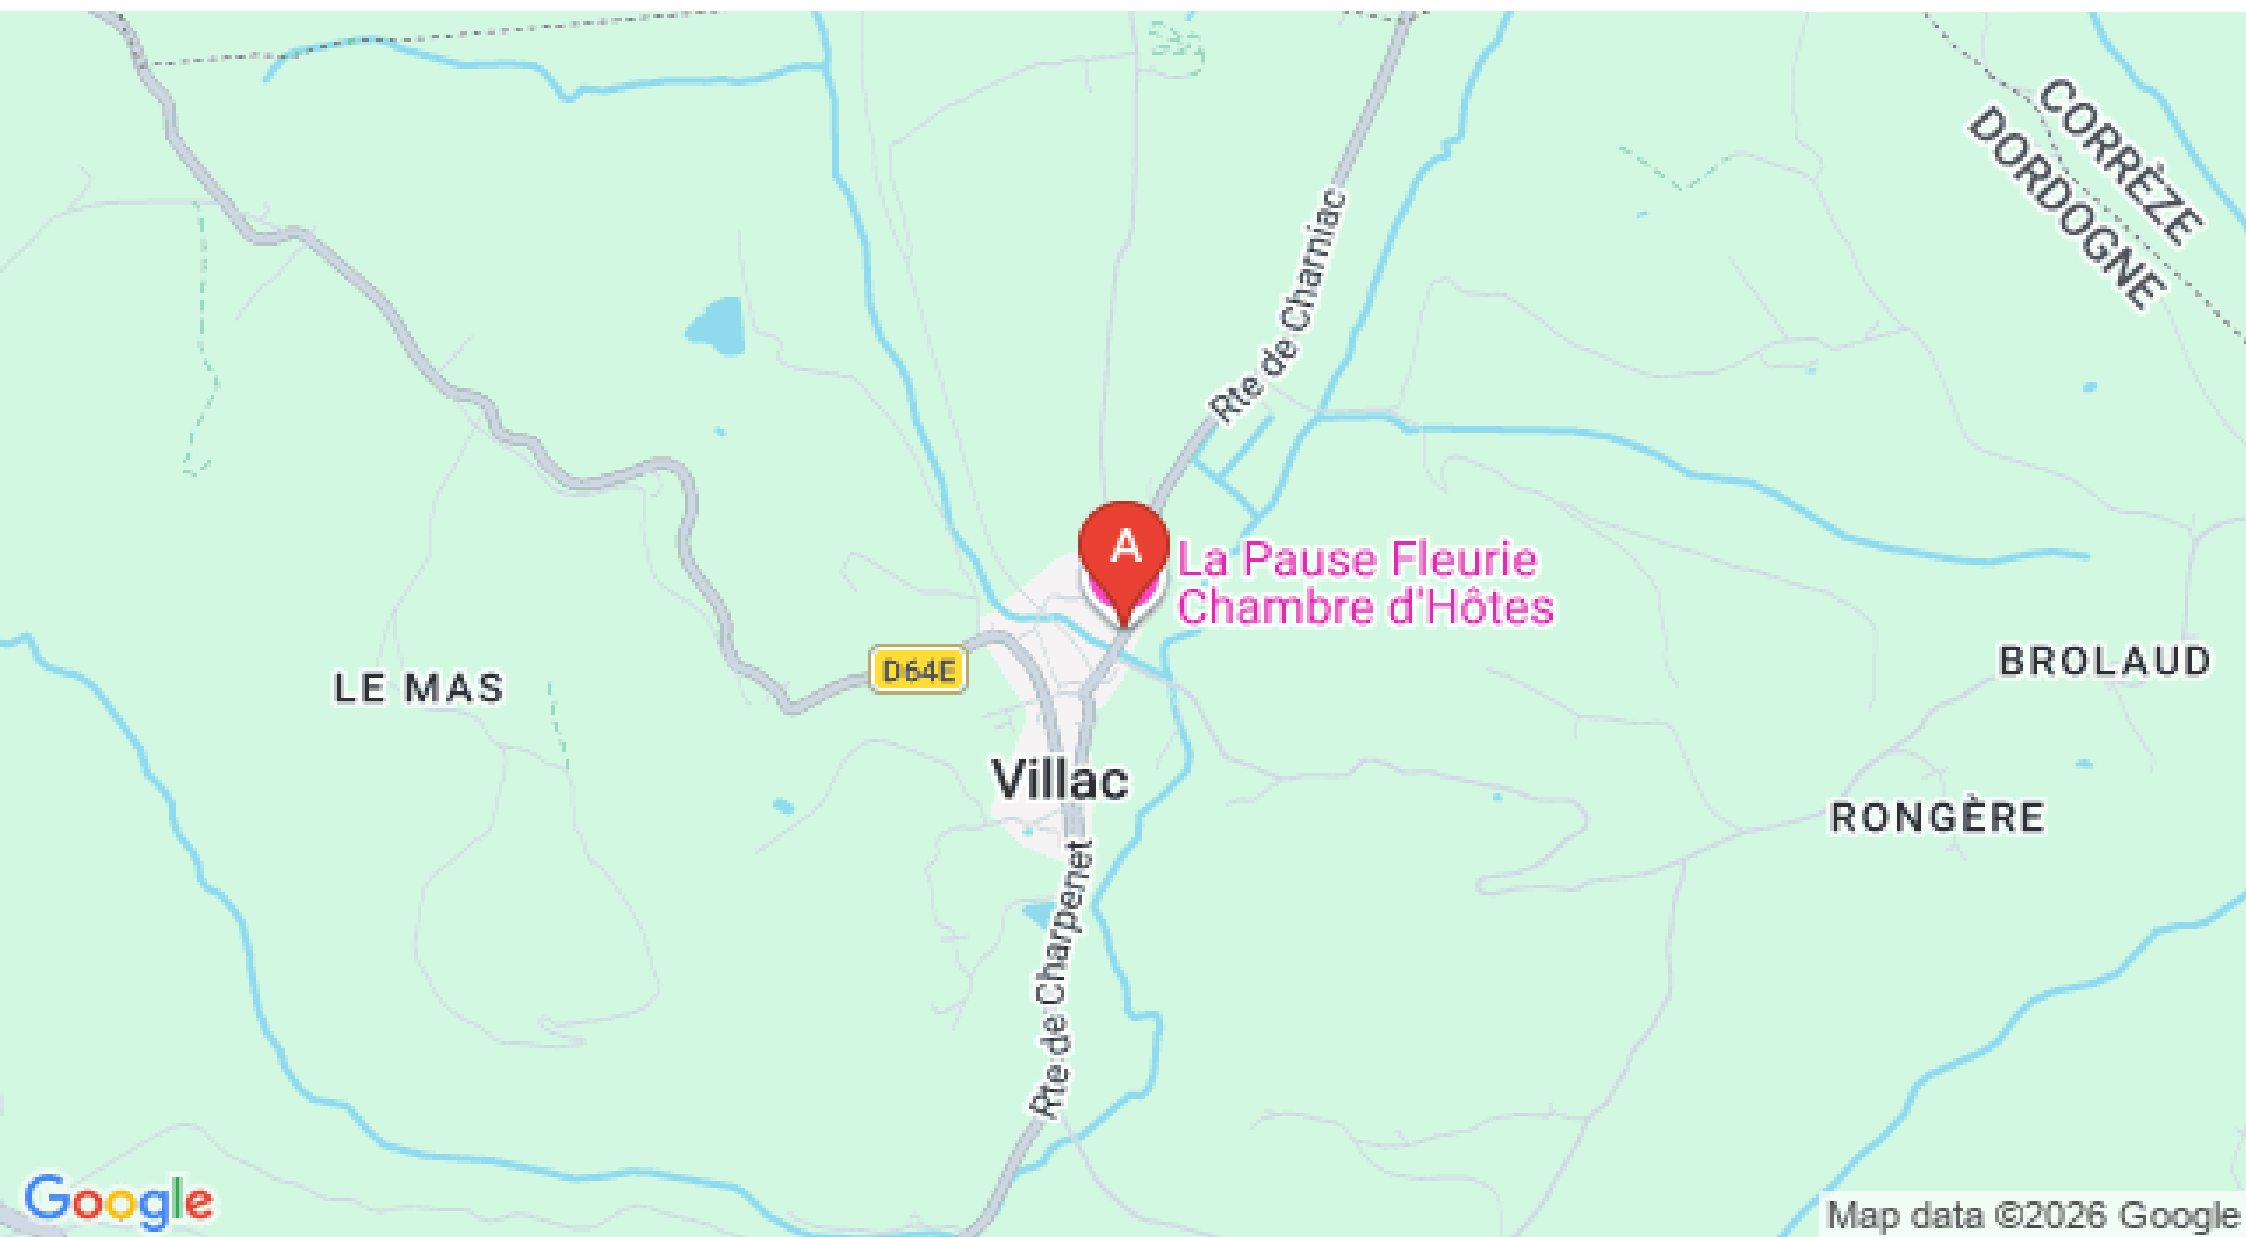 CORRÈZE
DORDOGNE
Rte de Charniac
A
La Pause Fleurie
Chambre d'Hôtes
D64E
LE MAS
BROLAUD
Villac
RONGÈRE
Rte de Charpenet
Google
Map data ©2026 Google